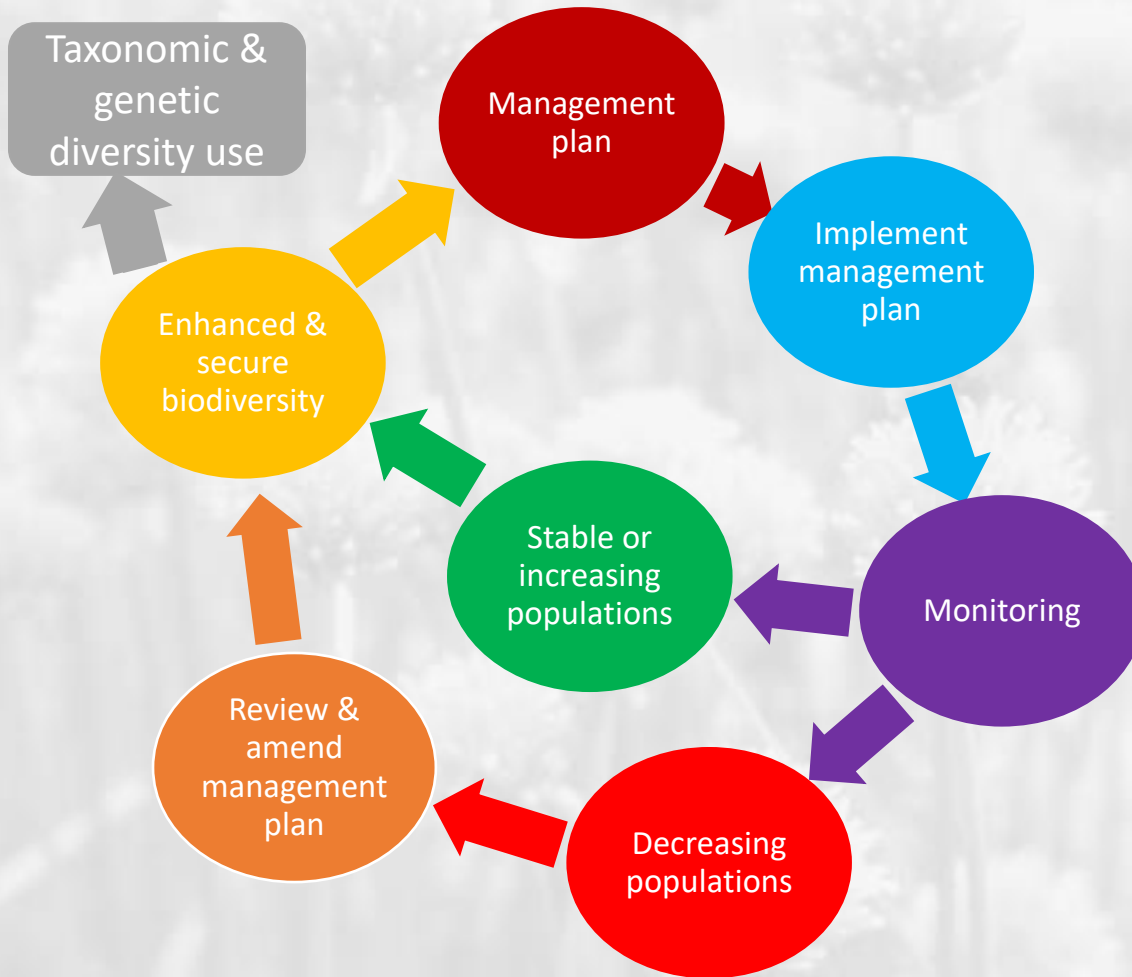 Taxonomic &
genetic
diversity use
Management
plan
Implement
management
plan
Enhanced &
secure
biodiversity
Stable or
increasing
populations
Monitoring
Review &
amend
management
plan
Decreasing
populations